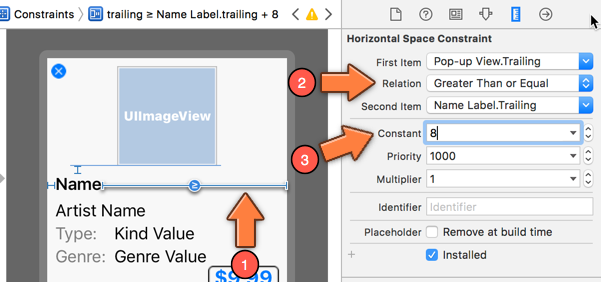 Constraints > trailing ≥ Name Label.trailing + 8
Horizontal Space Constraint
First Item Pop-up View.Trailing
Relation Greater Than or Equal
Second Item Name Label.Trailing
Constant 8
Priority 1000
Multiplier 1
Identifier Identifier
Placeholder Remove at build time
+ Installed
UIImageView
Name ≥
Artist Name
Type: Kind Value
Genre: Genre Value
$9.99
2
3
1